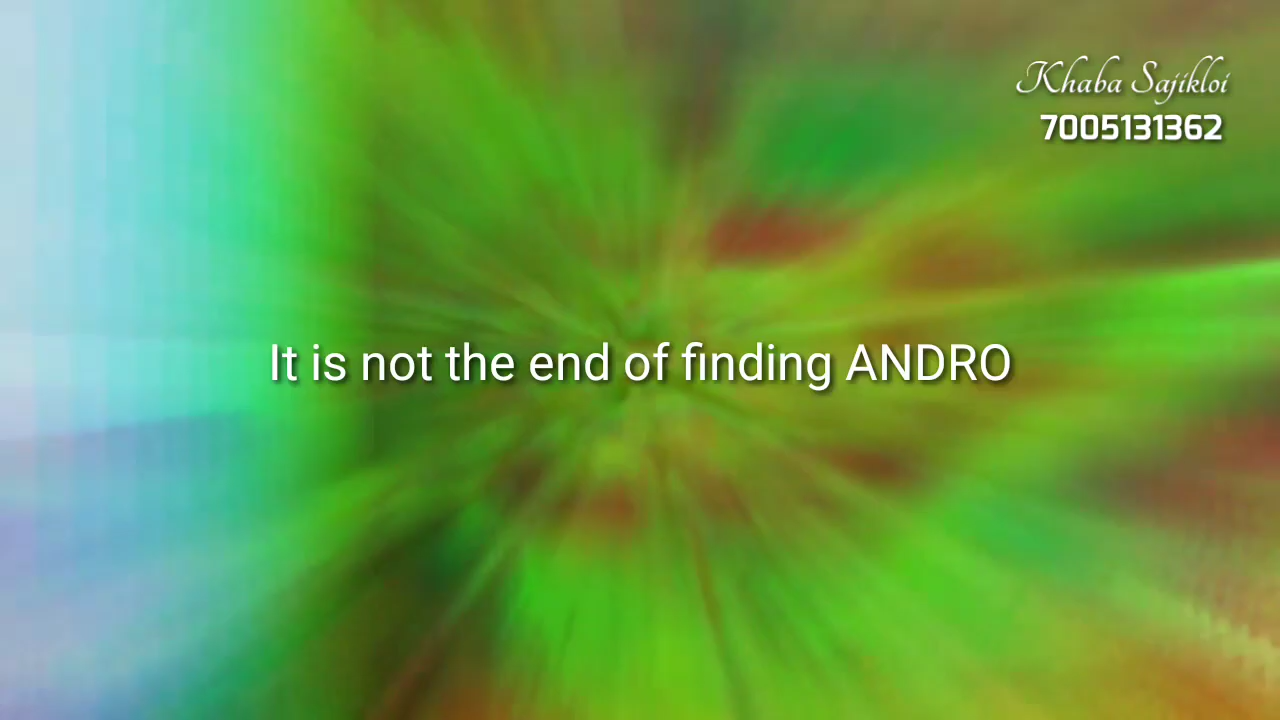 Khaba Sajikloi
7005131362
It is not the end of finding ANDRO